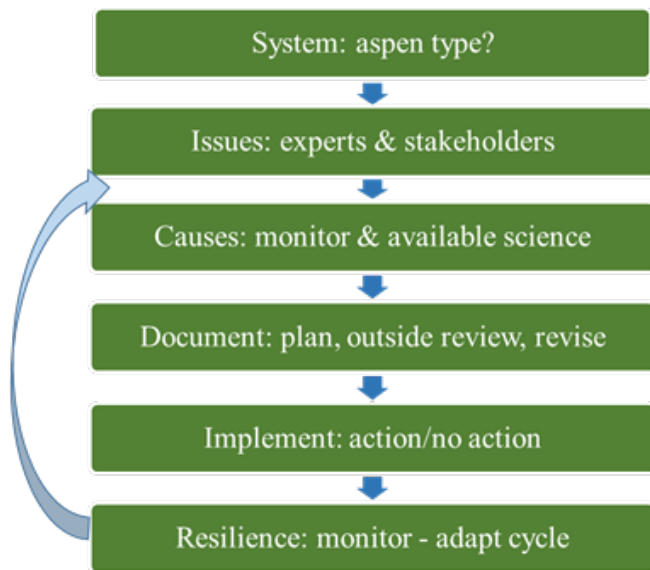 System: aspen type?
Issues: experts & stakeholders
Causes: monitor & available science
Document: plan, outside review, revise
Implement: action/no action
Resilience: monitor - adapt cycle